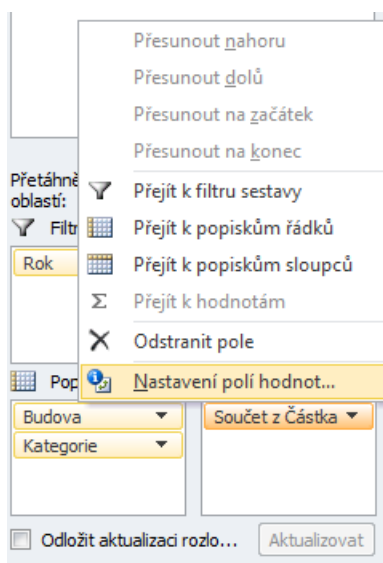 Přesunout nahoru
Přesunout dolů
Přesunout na začátek
Přesunout na konec
Přetáhně
oblastí:
Přejít k filtru sestavy
Filtr
Přejít k popiskům řádků
Rok
Přejít k popiskům sloupců
Σ Přejít k hodnotám
Odstranit pole
Pop
Nastavení polí hodnot...
Budova
Součet z Částka
Kategorie
Odložit aktualizaci rozlo...
Aktualizovat